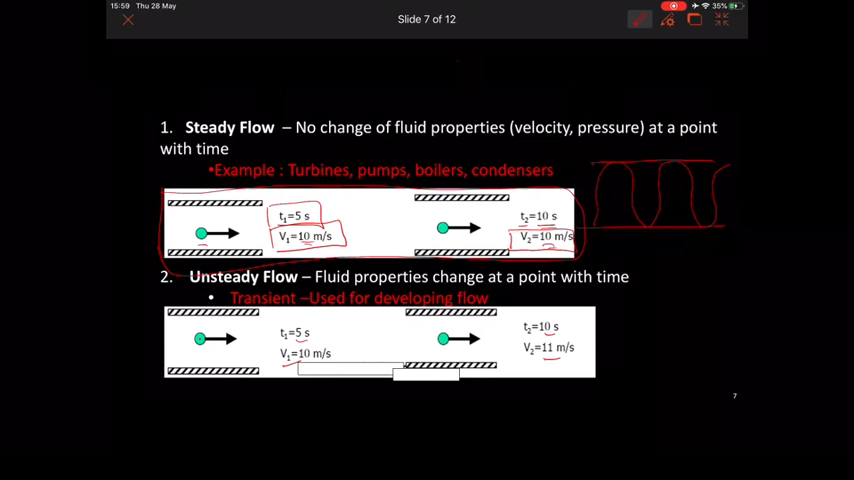 15:59 Thu 28 May
35%
Slide 7 of 12
1. Steady Flow – No change of fluid properties (velocity, pressure) at a point
with time
•Example : Turbines, pumps, boilers, condensers
t₁=5 s
V₁=10 m/s
t₂=10 s
V₂=10 m/s
2. Unsteady Flow – Fluid properties change at a point with time
• Transient –Used for developing flow
t₁=5 s
V₁=10 m/s
t₂=10 s
V₂=11 m/s
7